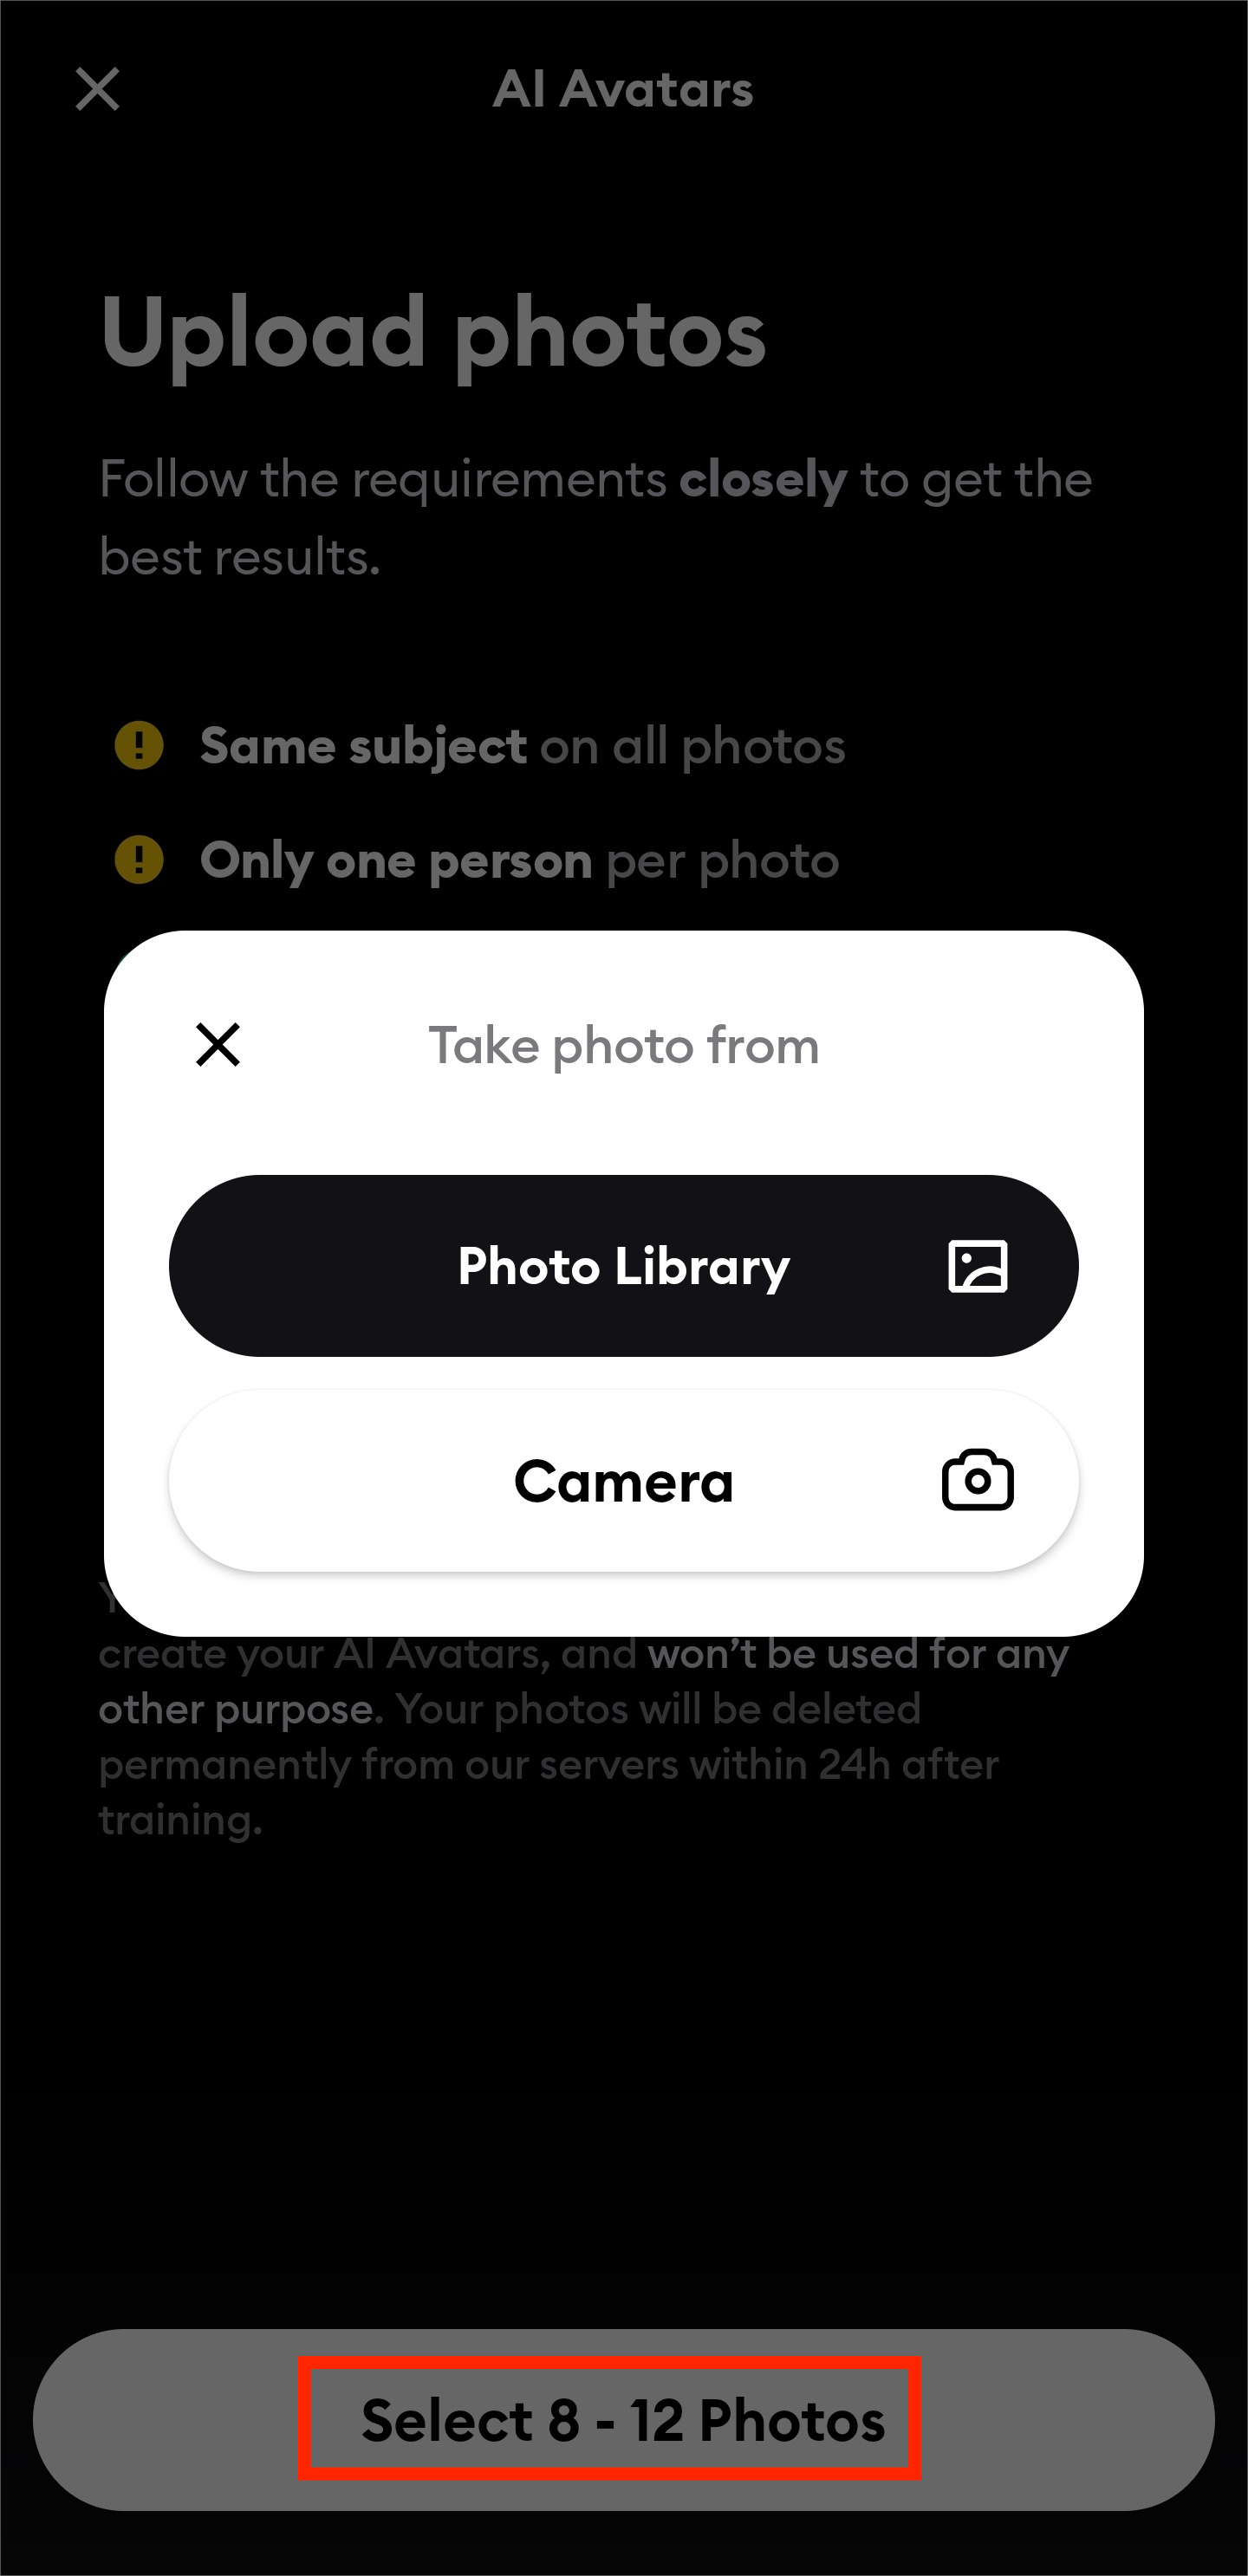 AI Avatars
Upload photos
Follow the requirements closely to get the
best results.
Same subject on all photos
Only one person per photo
Take photo from
Photo Library
Camera
create your AI Avatars, and won’t be used for any
other purpose. Your photos will be deleted
permanently from our servers within 24h after
training.
Select 8 - 12 Photos